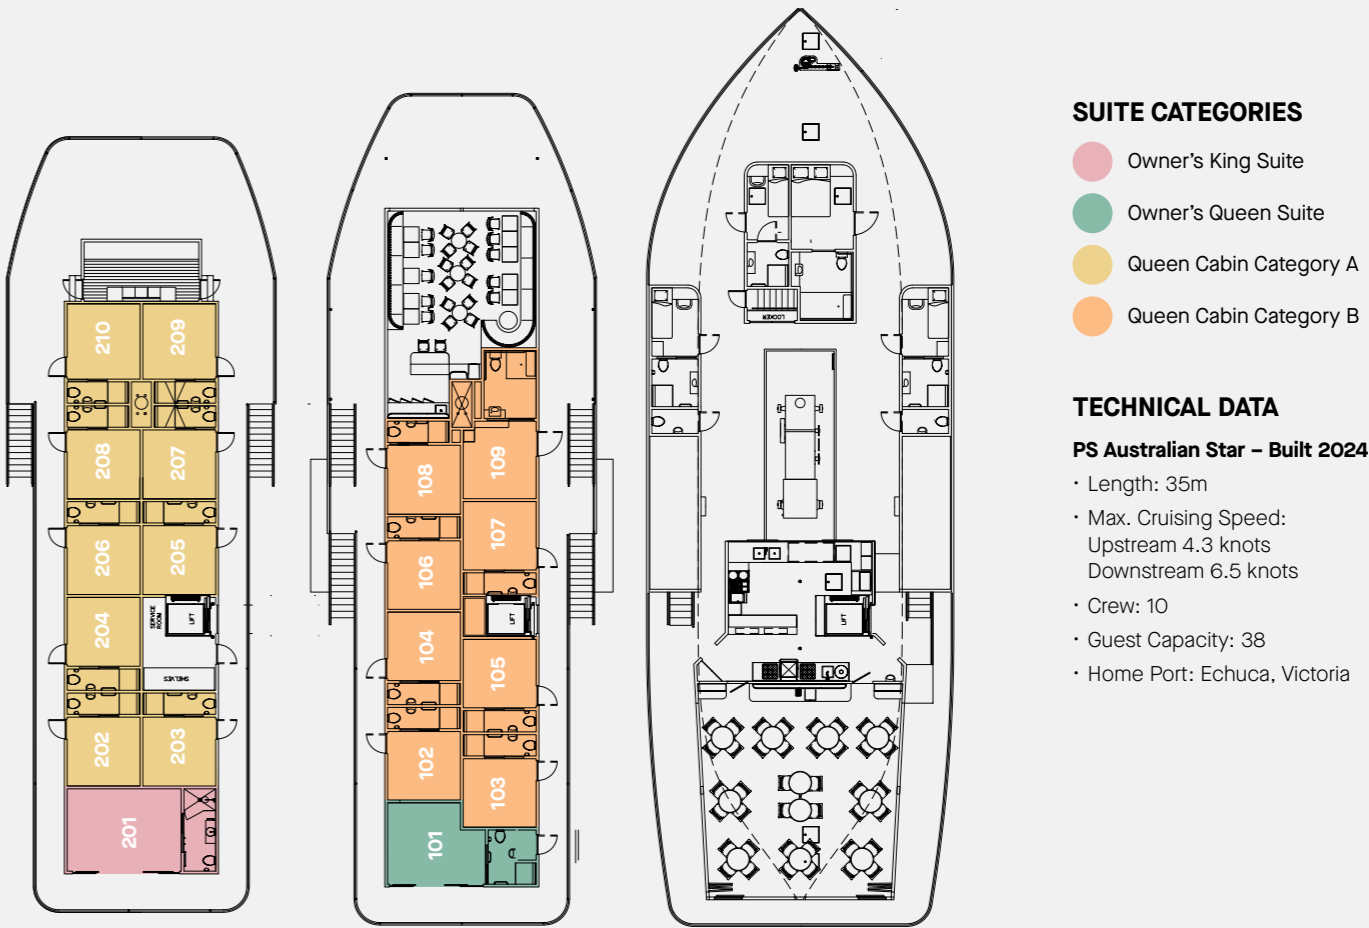 210
209
208
207
206
205
204
SERVICE
ROOM
LIFT
SHELVES
202
203
201
108
109
106
107
LIFT
104
105
102
103
101
LOCKER
LIFT
SUITE CATEGORIES
Owner's King Suite
Owner's Queen Suite
Queen Cabin Category A
Queen Cabin Category B
TECHNICAL DATA
PS Australian Star – Built 2024
· Length: 35m
· Max. Cruising Speed:
Upstream 4.3 knots
Downstream 6.5 knots
· Crew: 10
· Guest Capacity: 38
· Home Port: Echuca, Victoria